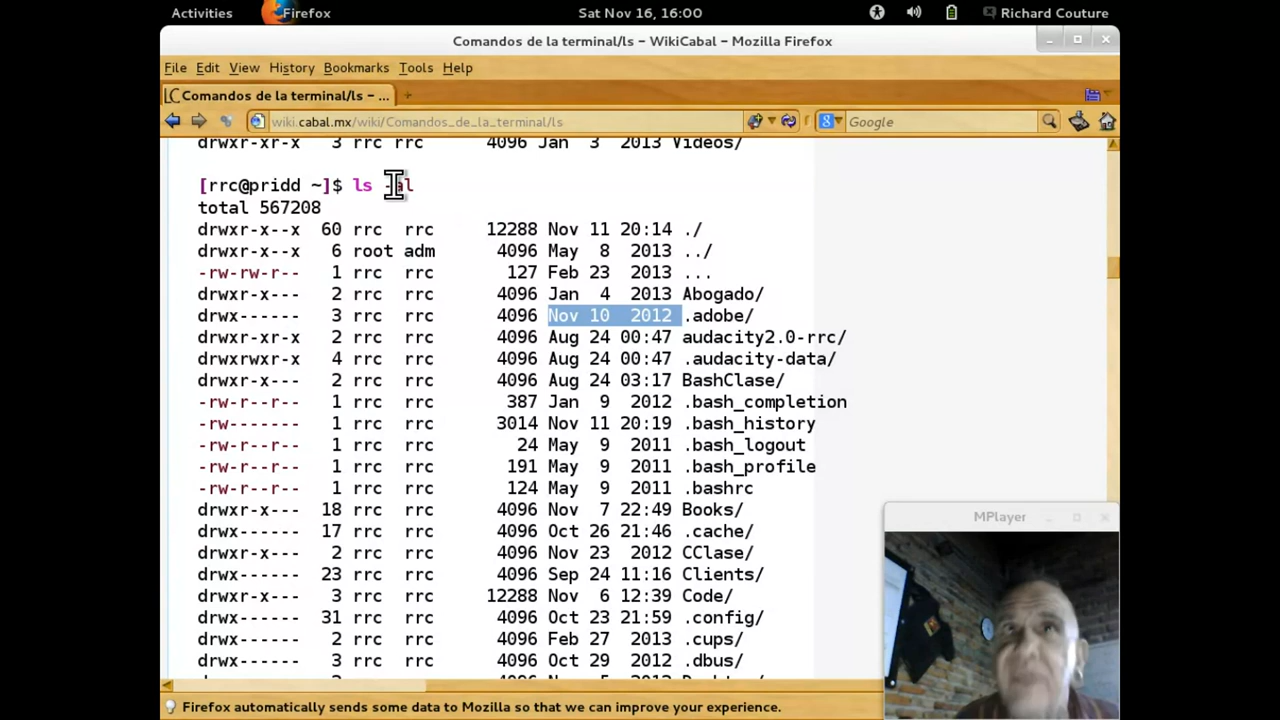 Activities Firefox Sat Nov 16, 16:00 Richard Couture
Comandos de la terminal/ls – WikiCabal – Mozilla Firefox
File Edit View History Bookmarks Tools Help
Comandos de la terminal/ls – ...
wiki.cabal.mx/wiki/Comandos_de_la_terminal/ls Google
drwxr-xr-x 3 rrc rrc 4096 Jan 3 2013 Videos/
[rrc@pridd ~]$ ls -al
total 567208
drwxr-x--x 60 rrc rrc 12288 Nov 11 20:14 ./
drwxr-x--x 6 root adm 4096 May 8 2013 ../
-rw-rw-r-- 1 rrc rrc 127 Feb 23 2013 ...
drwxr-x--- 2 rrc rrc 4096 Jan 4 2013 Abogado/
drwx------ 3 rrc rrc 4096 Nov 10 2012 .adobe/
drwxr-xr-x 2 rrc rrc 4096 Aug 24 00:47 audacity2.0-rrc/
drwxrwxr-x 4 rrc rrc 4096 Aug 24 00:47 .audacity-data/
drwxr-x--- 2 rrc rrc 4096 Aug 24 03:17 BashClase/
-rw-r--r-- 1 rrc rrc 387 Jan 9 2012 .bash_completion
-rw------- 1 rrc rrc 3014 Nov 11 20:19 .bash_history
-rw-r--r-- 1 rrc rrc 24 May 9 2011 .bash_logout
-rw-r--r-- 1 rrc rrc 191 May 9 2011 .bash_profile
-rw-r--r-- 1 rrc rrc 124 May 9 2011 .bashrc
drwxr-x--- 18 rrc rrc 4096 Nov 7 22:49 Books/
drwx------ 17 rrc rrc 4096 Oct 26 21:46 .cache/
drwxr-x--- 2 rrc rrc 4096 Nov 23 2012 CClase/
drwx------ 23 rrc rrc 4096 Sep 24 11:16 Clients/
drwxr-x--- 3 rrc rrc 12288 Nov 6 12:39 Code/
drwx------ 31 rrc rrc 4096 Oct 23 21:59 .config/
drwx------ 2 rrc rrc 4096 Feb 27 2013 .cups/
drwx------ 3 rrc rrc 4096 Oct 29 2012 .dbus/
MPlayer
Firefox automatically sends some data to Mozilla so that we can improve your experience.